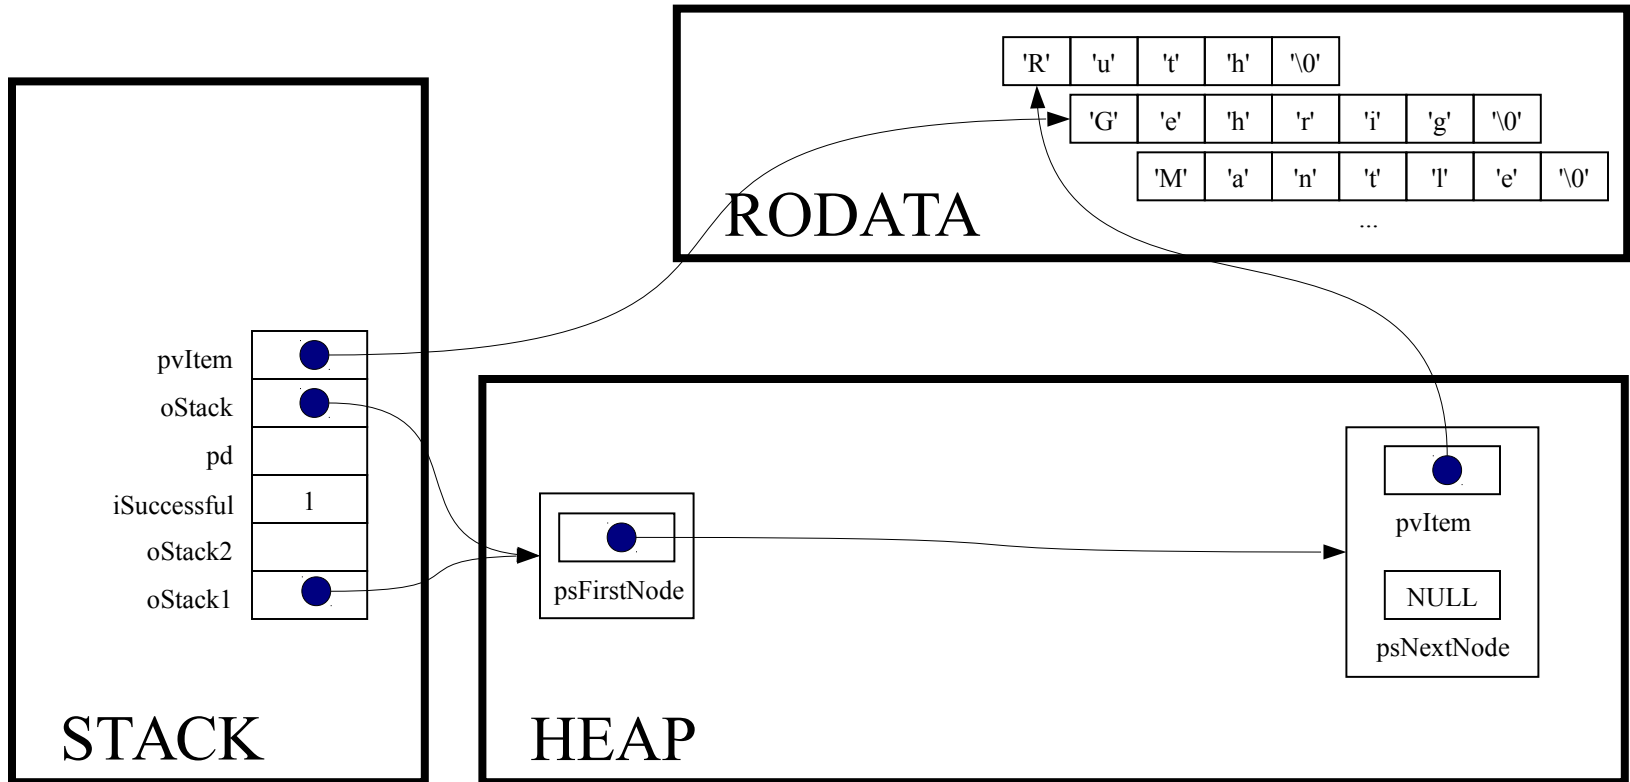 'R' 'u' 't' 'h' '\0'
'G' 'e' 'h' 'r' 'i' 'g' '\0'
'M' 'a' 'n' 't' 'l' 'e' '\0'
...
RODATA
pvItem
oStack
pd
iSuccessful 1
oStack2
oStack1
STACK
psFirstNode
pvItem
NULL
psNextNode
HEAP